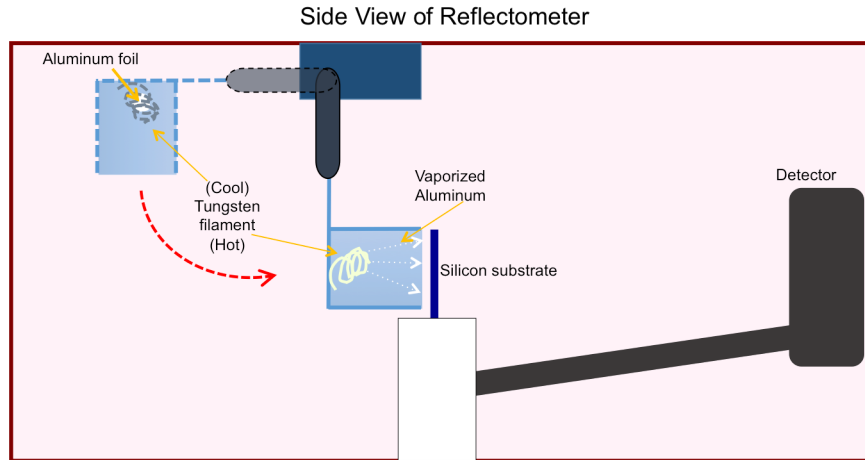 Side View of Reflectometer
Aluminum foil
(Cool)
Tungsten
filament
(Hot)
Vaporized
Aluminum
Silicon substrate
Detector